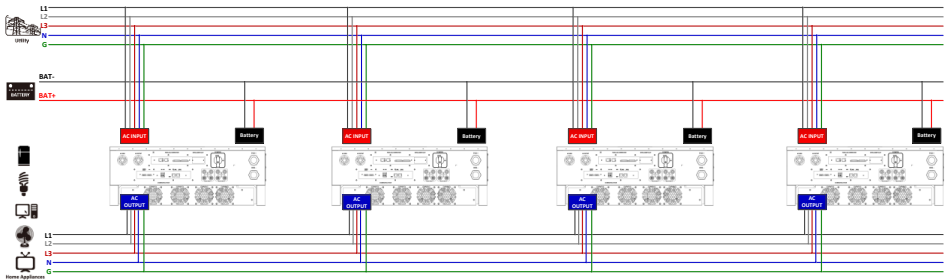 L1
L2
L3
N
G
Utility
BAT-
BATTERY
BAT+
AC INPUT
Battery
AC INPUT
Battery
AC INPUT
Battery
AC INPUT
Battery
AC
OUTPUT
AC
OUTPUT
AC
OUTPUT
AC
OUTPUT
L1
L2
L3
N
G
Home Appliances